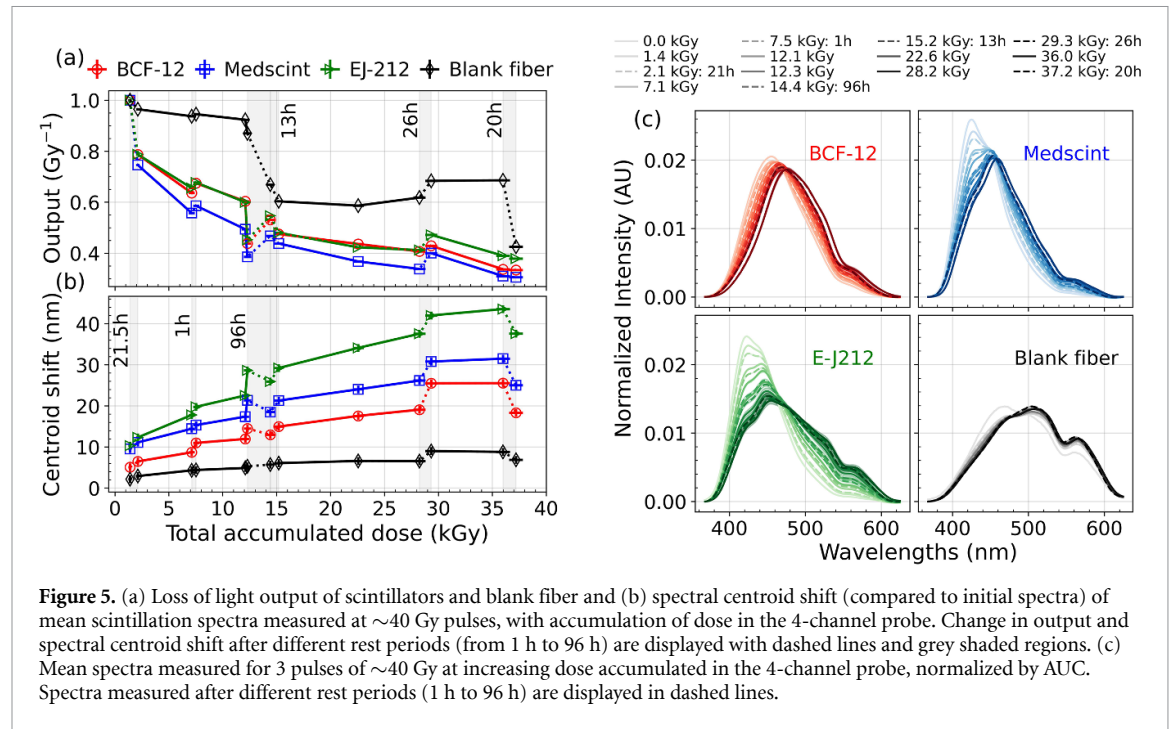 (a)
BCF-12 Medscint EJ-212 Blank fiber
1.0
0.8
0.6
0.4
Output (Gy⁻¹)
13h
26h
20h
(b)
40
30
20
10
0
Centroid shift (nm)
21.5h
1h
96h
0 5 10 15 20 25 30 35 40
Total accumulated dose (kGy)
0.0 kGy 7.5 kGy: 1h 15.2 kGy: 13h 29.3 kGy: 26h
1.4 kGy 12.1 kGy 22.6 kGy 36.0 kGy
2.1 kGy: 21h 12.3 kGy 28.2 kGy 37.2 kGy: 20h
7.1 kGy 14.4 kGy: 96h
(c)
BCF-12 Medscint
0.02
0.01
0.00
E-J212 Blank fiber
0.02
0.01
0.00
Normalized Intensity (AU)
400 500 600 400 500 600
Wavelengths (nm)
Figure 5. (a) Loss of light output of scintillators and blank fiber and (b) spectral centroid shift (compared to initial spectra) of
mean scintillation spectra measured at ∼40 Gy pulses, with accumulation of dose in the 4-channel probe. Change in output and
spectral centroid shift after different rest periods (from 1 h to 96 h) are displayed with dashed lines and grey shaded regions. (c)
Mean spectra measured for 3 pulses of ∼40 Gy at increasing dose accumulated in the 4-channel probe, normalized by AUC.
Spectra measured after different rest periods (1 h to 96 h) are displayed in dashed lines.